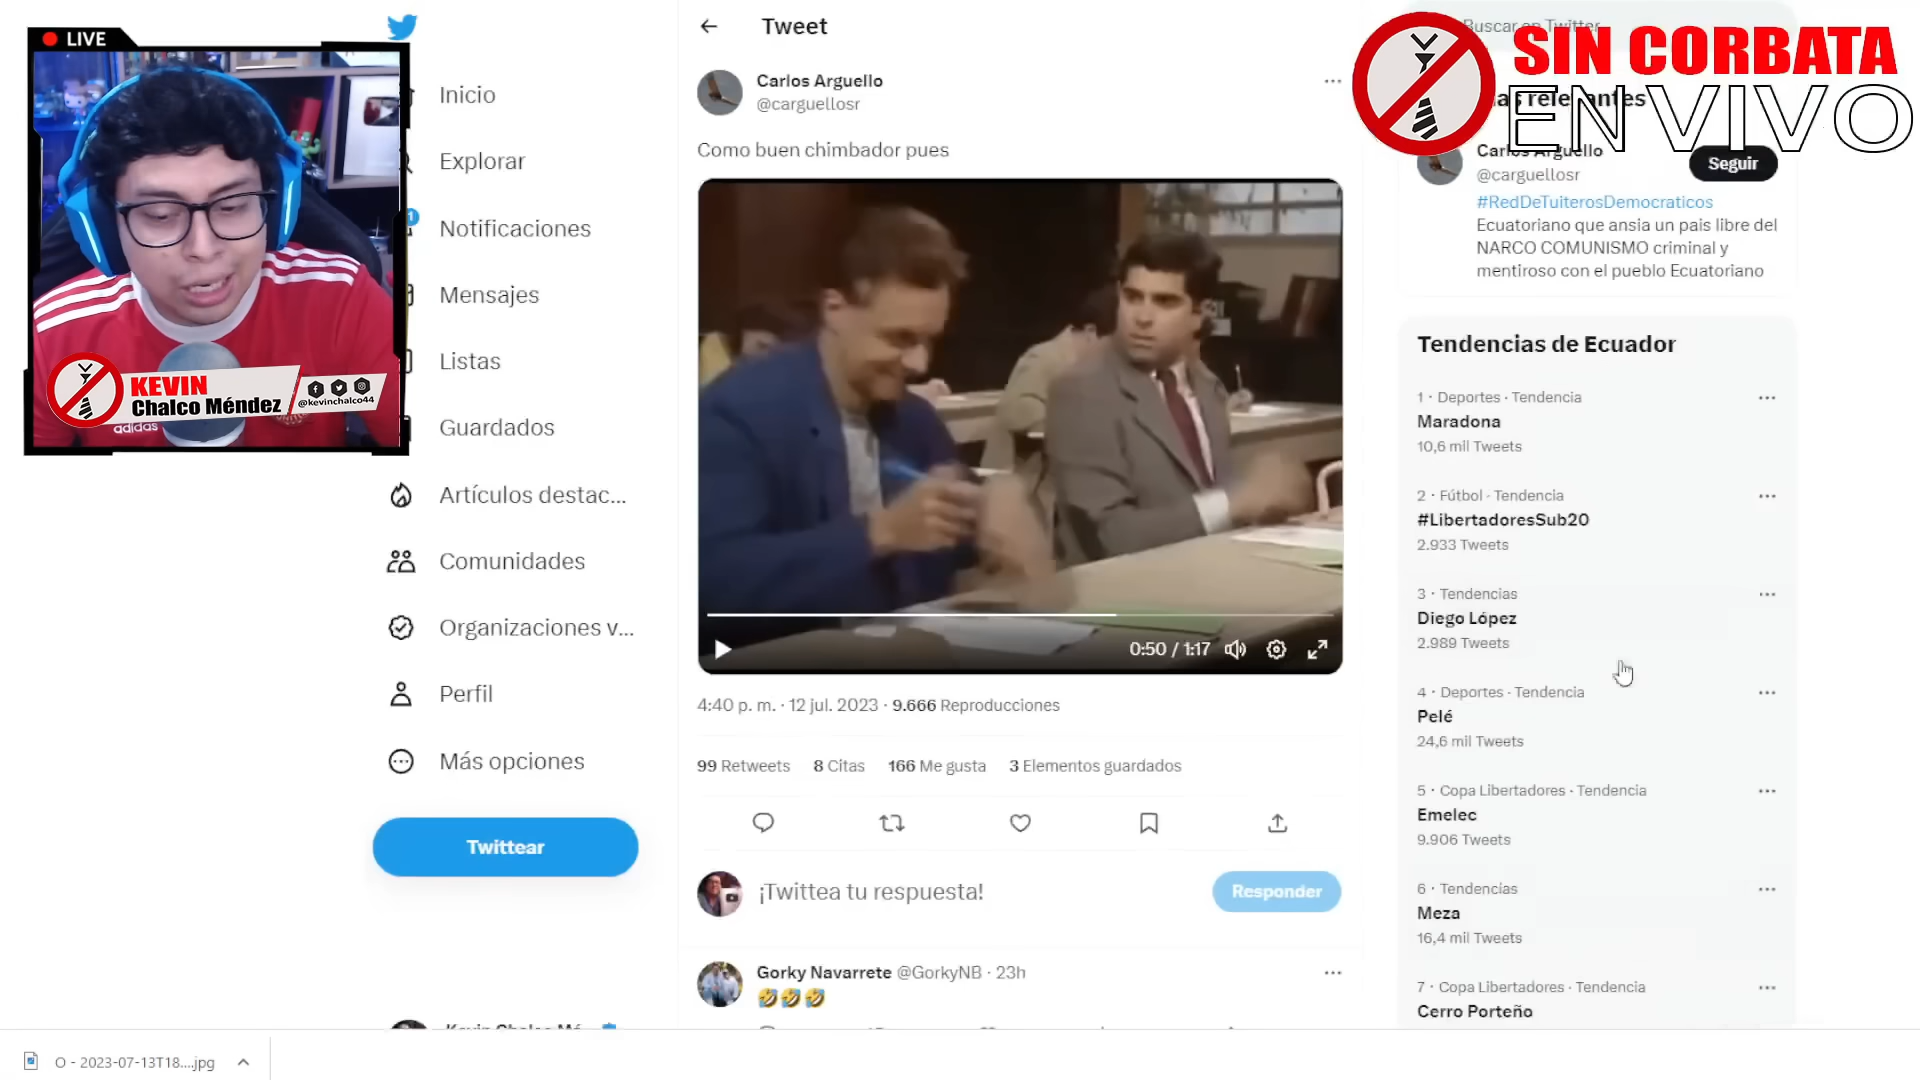 LIVE
KEVIN
Chalco Méndez
@kevinchalco44
adidas
Inicio
Explorar
1
Notificaciones
Mensajes
Listas
Guardados
Artículos destac...
Comunidades
Organizaciones v...
Perfil
Más opciones
Twittear
Tweet
Carlos Arguello
@carguellosr
Como buen chimbador pues
0:50 / 1:17
4:40 p. m. · 12 jul. 2023 · 9.666 Reproducciones
99 Retweets 8 Citas 166 Me gusta 3 Elementos guardados
¡Twittea tu respuesta!
Responder
Gorky Navarrete @GorkyNB · 23h
🤣🤣🤣
Buscar en Twitter
SIN CORBATA
EN VIVO
relevantes
Carlos Arguello
@carguellosr
Seguir
#RedDeTuiterosDemocraticos
Ecuatoriano que ansia un pais libre del
NARCO COMUNISMO criminal y
mentiroso con el pueblo Ecuatoriano
Tendencias de Ecuador
1 · Deportes · Tendencia
Maradona
10,6 mil Tweets
2 · Fútbol · Tendencia
#LibertadoresSub20
2.933 Tweets
3 · Tendencias
Diego López
2.989 Tweets
4 · Deportes · Tendencia
Pelé
24,6 mil Tweets
5 · Copa Libertadores · Tendencia
Emelec
9.906 Tweets
6 · Tendencias
Meza
16,4 mil Tweets
7 · Copa Libertadores · Tendencia
Cerro Porteño
O - 2023-07-13T18....jpg